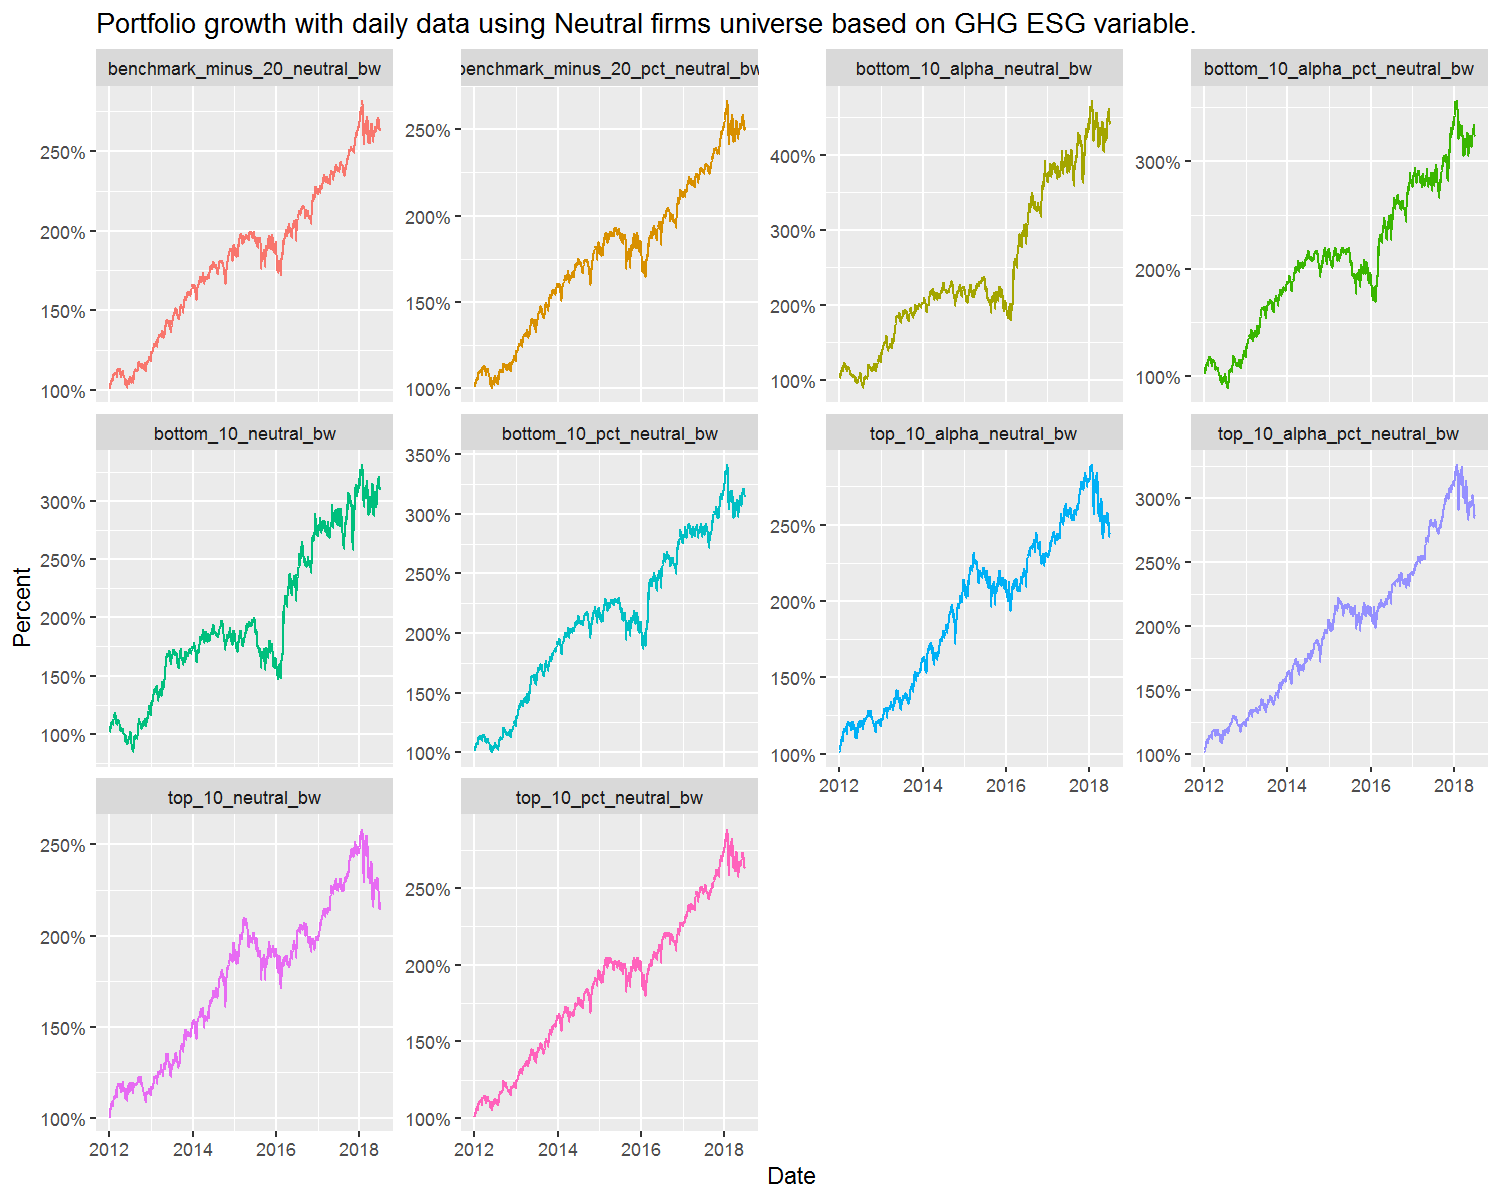 Portfolio growth with daily data using Neutral firms universe based on GHG ESG variable.
benchmark_minus_20_neutral_bw
benchmark_minus_20_pct_neutral_bw
bottom_10_alpha_neutral_bw
bottom_10_alpha_pct_neutral_bw
250%
200%
150%
100%
250%
200%
150%
100%
400%
300%
200%
100%
300%
200%
100%
bottom_10_neutral_bw
bottom_10_pct_neutral_bw
top_10_alpha_neutral_bw
top_10_alpha_pct_neutral_bw
300%
250%
200%
150%
100%
350%
300%
250%
200%
150%
100%
250%
200%
150%
100%
300%
250%
200%
150%
100%
2012 2014 2016 2018
2012 2014 2016 2018
top_10_neutral_bw
top_10_pct_neutral_bw
250%
200%
150%
100%
250%
200%
150%
100%
2012 2014 2016 2018
2012 2014 2016 2018
Percent
Date